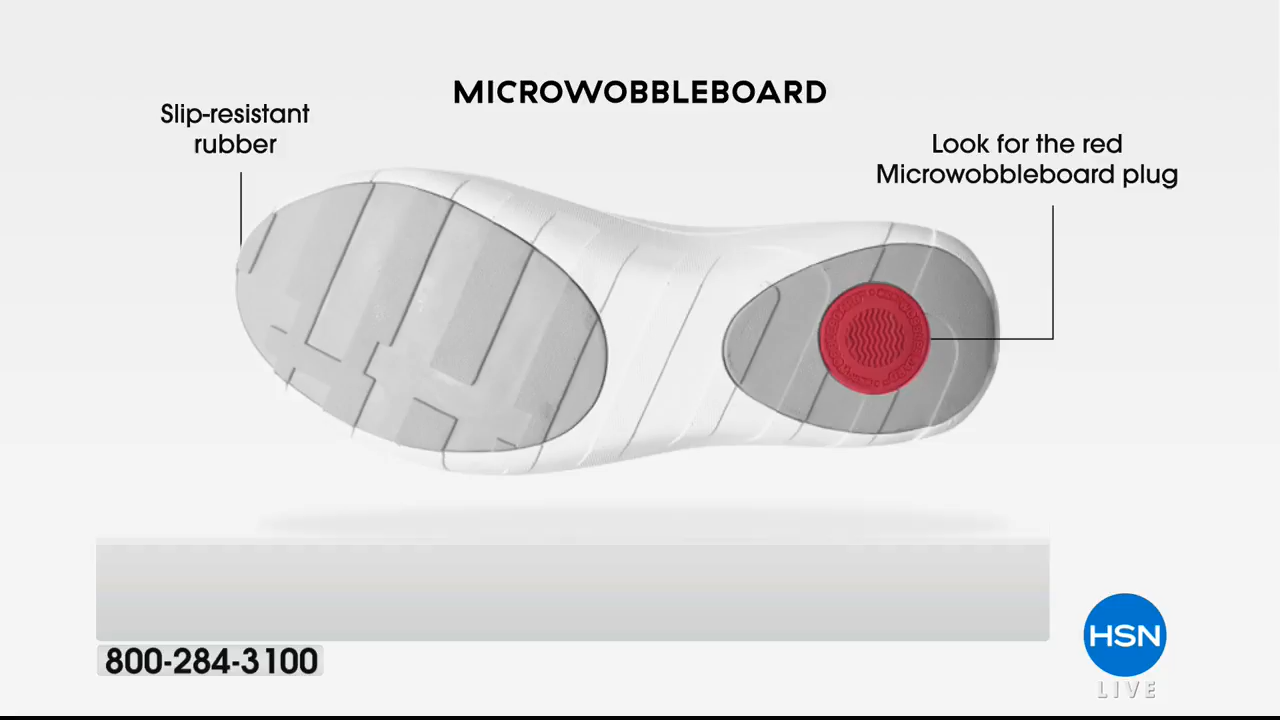 MICROWOBBLEBOARD
Slip-resistant
rubber
Look for the red
Microwobbleboard plug
800-284-3100
HSN
LIVE